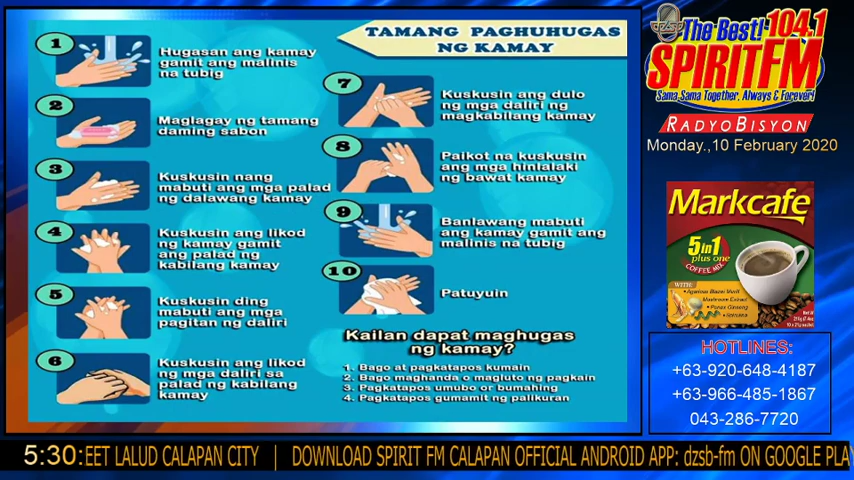 TAMANG PAGHUHUGAS
NG KAMAY
1
Hugasan ang kamay
gamit ang malinis
na tubig
2
Maglagay ng tamang
daming sabon
3
Kuskusin nang
mabuti ang mga palad
ng dalawang kamay
4
Kuskusin ang likod
ng kamay gamit
ang palad ng
kabilang kamay
5
Kuskusin ding
mabuti ang mga
pagitan ng daliri
6
Kuskusin ang likod
ng mga daliri sa
palad ng kabilang
kamay
7
Kuskusin ang dulo
ng mga daliri ng
magkabilang kamay
8
Paikot na kuskusin
ang mga hinlalaki
ng bawat kamay
9
Banlawang mabuti
ang kamay gamit ang
malinis na tubig
10
Patuyuin
Kailan dapat maghugas
ng kamay?
1. Bago at pagkatapos kumain
2. Bago maghanda o magluto ng pagkain
3. Pagkatapos umubo or bumahing
4. Pagkatapos gumamit ng palikuran
The Best! 104.1
SPIRIT FM
Sama, Sama Together, Always & Forever!
RADYOBISYON
Monday.,10 February 2020
Markcafe
5in1
plus one
COFFEE MIX
WITH:
HOTLINES:
+63-920-648-4187
+63-966-485-1867
043-286-7720
5:30:EET LALUD CALAPAN CITY | DOWNLOAD SPIRIT FM CALAPAN OFFICIAL ANDROID APP: dzsb-fm ON GOOGLE PLA